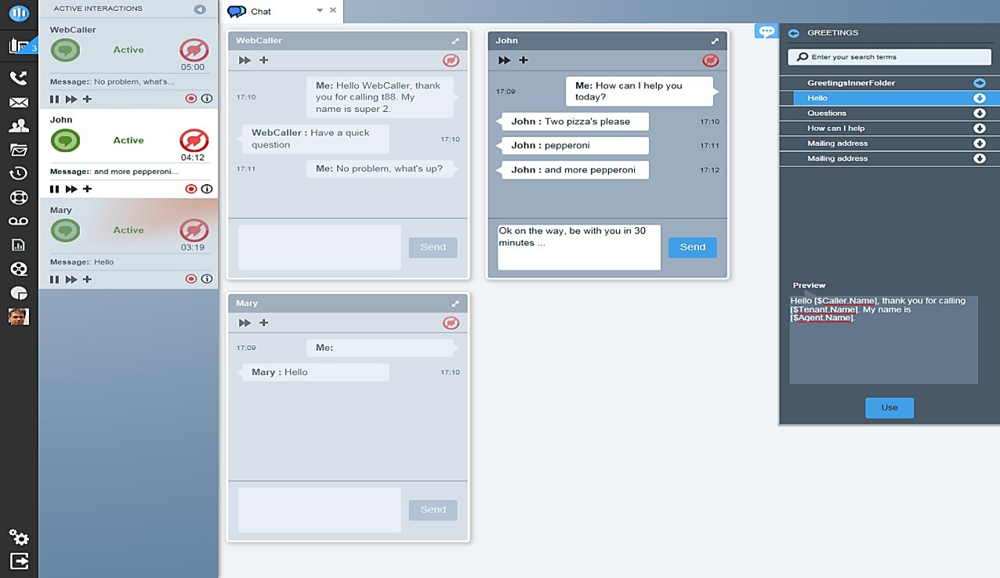 3
ACTIVE INTERACTIONS
WebCaller
Active
05:00
Message:: No problem, what's...
John
Active
04:12
Message:: and more pepperoni...
Mary
Active
03:19
Message:: Hello
Chat
WebCaller
17:10
Me: Hello WebCaller, thank
you for calling t88. My
name is super 2.
WebCaller : Have a quick
question
17:10
17:11
Me: No problem, what's up?
Send
John
17:09
Me: How can I help you
today?
John : Two pizza's please
17:10
John : pepperoni
17:11
John : and more pepperoni
17:12
Ok on the way, be with you in 30
minutes ...
Send
Mary
17:09
Me:
Mary : Hello
17:10
Send
GREETINGS
Enter your search terms
GreetingsInnerFolder
Hello
Questions
How can I help
Mailing address
Mailing address
Preview
Hello [$Caller.Name], thank you for calling
[$Tenant.Name]. My name is
[$Agent.Name].
Use